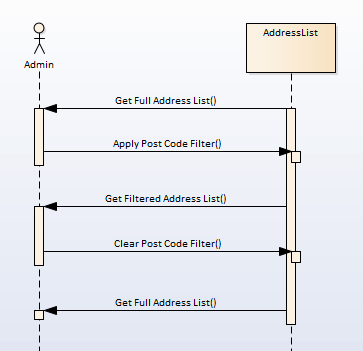 AddressList
Admin
Get Full Address List()
Apply Post Code Filter()
Get Filtered Address List()
Clear Post Code Filter()
Get Full Address List()